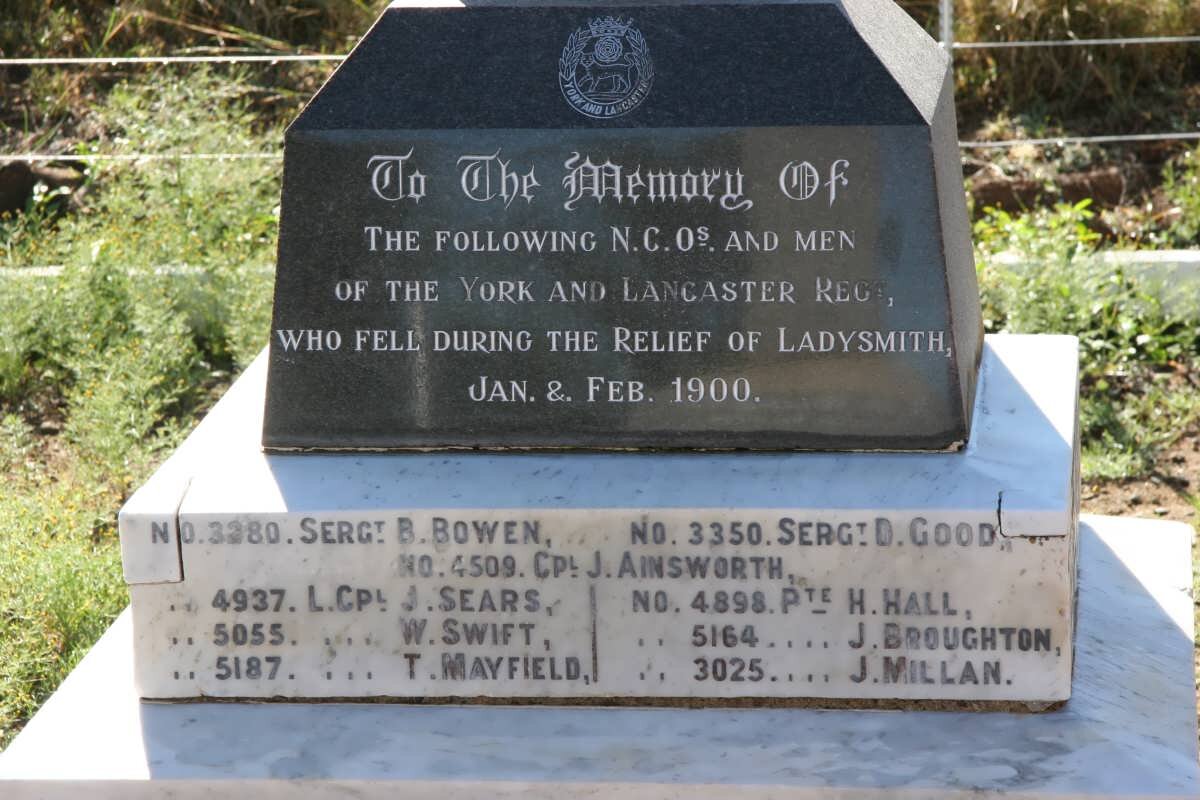 YORK AND LANCASTER
To The Memory Of
THE FOLLOWING N.C.Os. AND MEN
OF THE YORK AND LANCASTER REGT,
WHO FELL DURING THE RELIEF OF LADYSMITH,
JAN. & FEB. 1900.
NO. 3280. SERGT B. BOWEN, NO. 3350. SERGT D. GOOD,
NO. 4509. CPL J. AINSWORTH,
.. 4937. L.CPL J. SEARS, NO. 4898. PTE H. HALL,
.. 5055. ... W. SWIFT, .. 5164 .... J. BROUGHTON,
.. 5187. ... T. MAYFIELD, .. 3025 .... J. MILLAN.